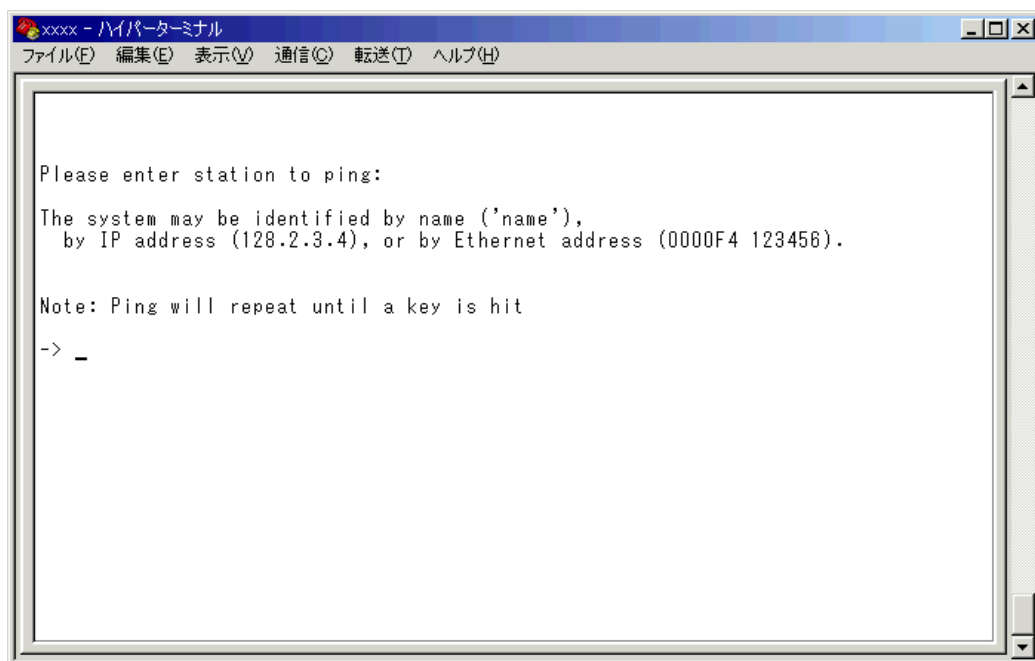 xxxx - ハイパーターミナル
ファイル(F) 編集(E) 表示(V) 通信(C) 転送(T) ヘルプ(H)
Please enter station to ping:
The system may be identified by name ('name'),
by IP address (128.2.3.4), or by Ethernet address (0000F4 123456).
Note: Ping will repeat until a key is hit
-> _